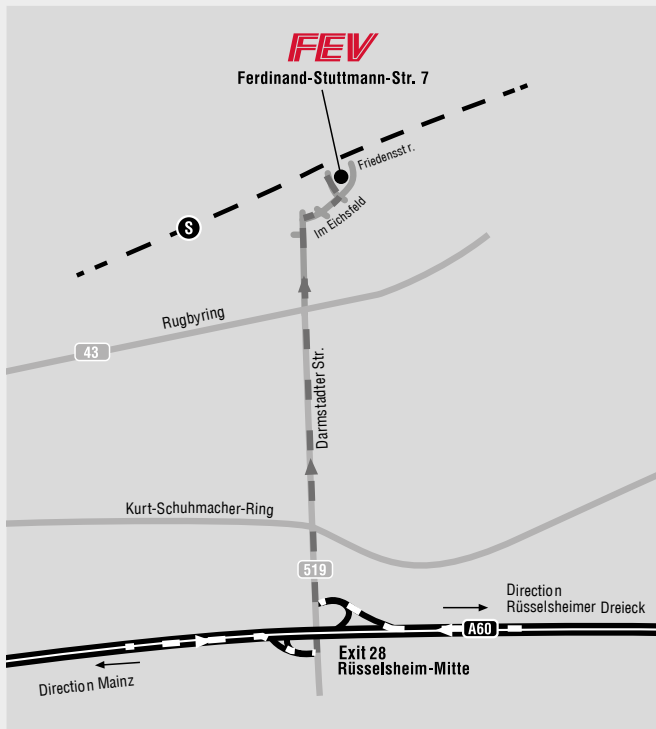 FEV
Ferdinand-Stuttmann-Str. 7
Friedensstr.
Im Eichsfeld
S
Rugbyring
43
Darmstadter Str.
Kurt-Schuhmacher-Ring
519
Direction
Rüsselsheimer Dreieck
A60
Exit 28
Rüsselsheim-Mitte
Direction Mainz